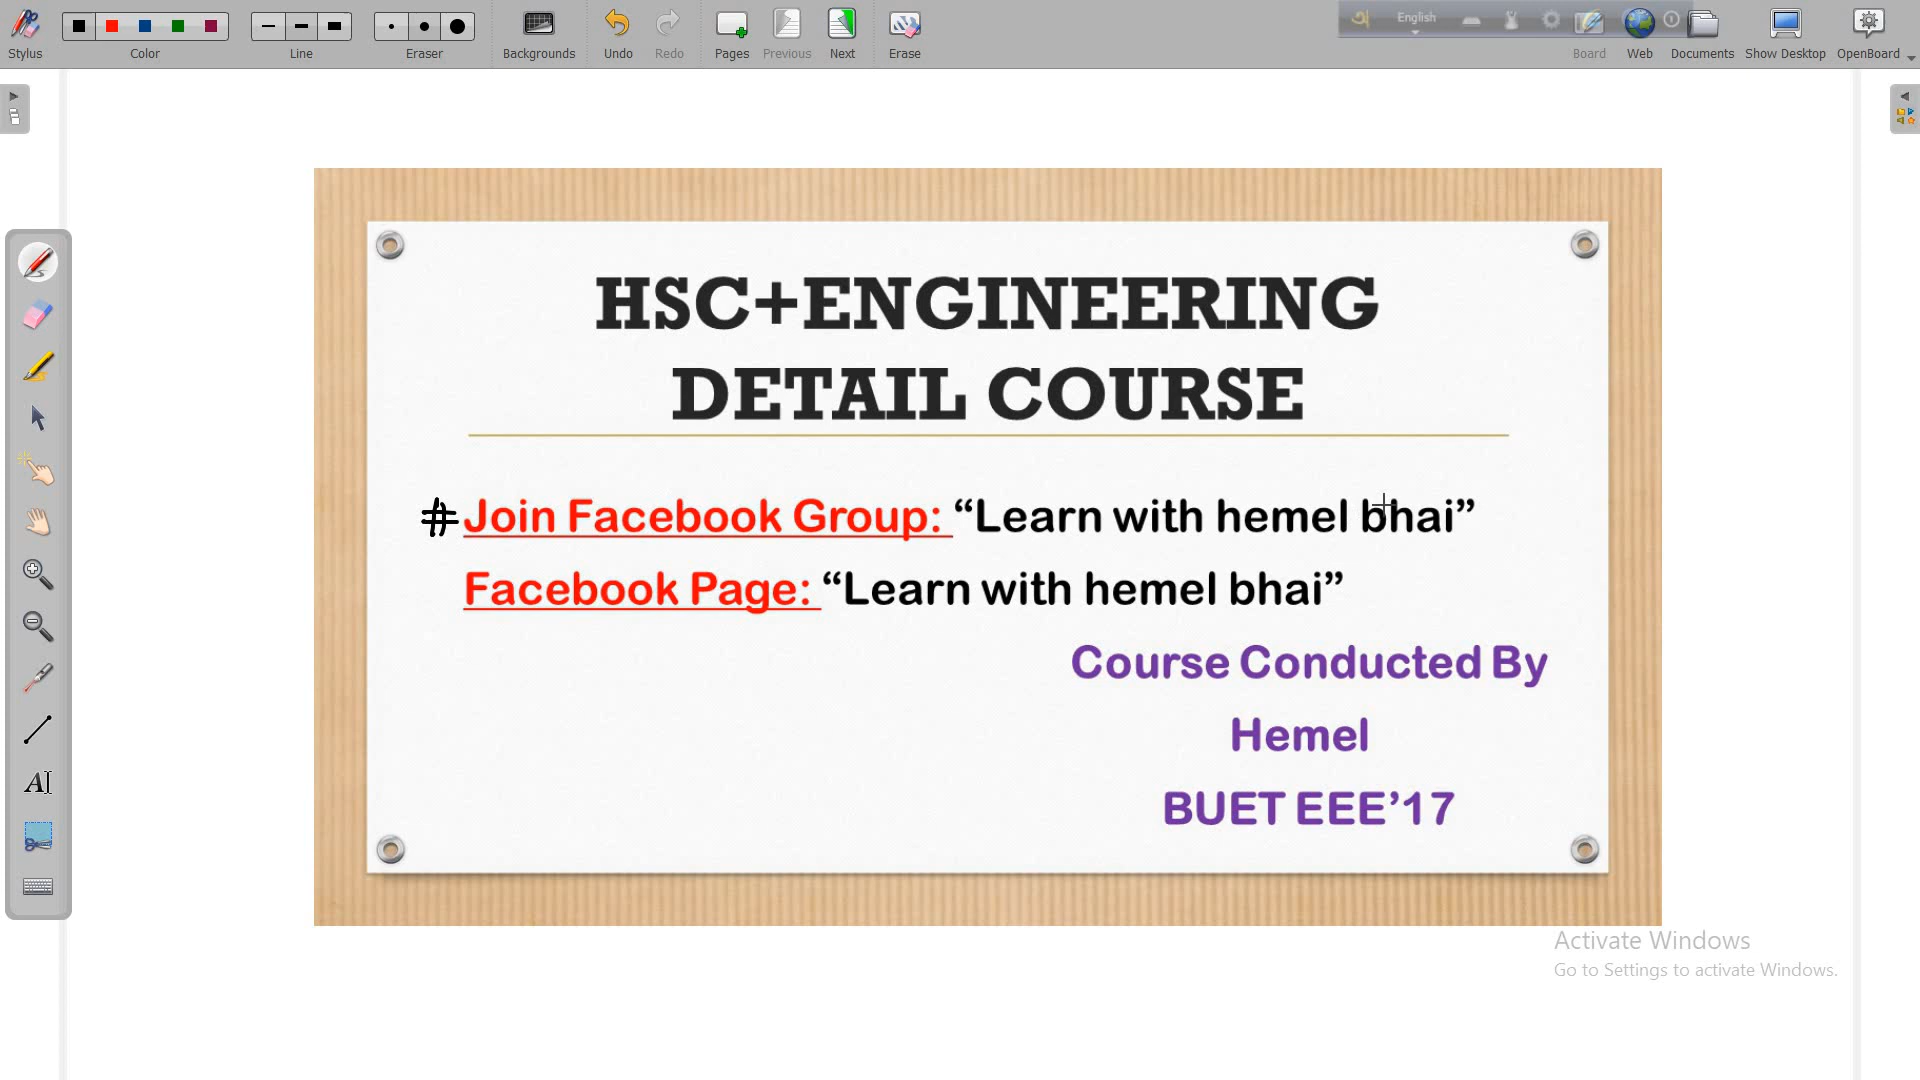 Stylus Color Line Eraser Backgrounds Undo Redo Pages Previous Next Erase Board Web Documents Show Desktop OpenBoard
English
HSC+ENGINEERING
DETAIL COURSE
# Join Facebook Group: “Learn with hemel bhai”
Facebook Page: “Learn with hemel bhai”
Course Conducted By
Hemel
BUET EEE’17
Activate Windows
Go to Settings to activate Windows.